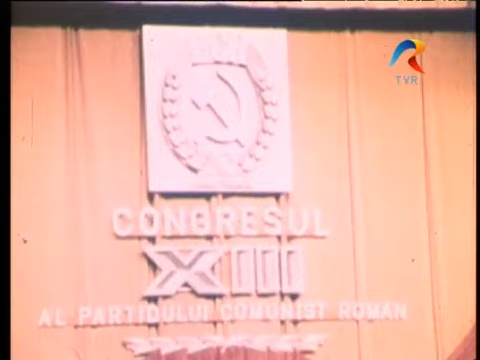 TVR
CONGRESUL
XIII
AL PARTIDULUI COMUNIST ROMAN